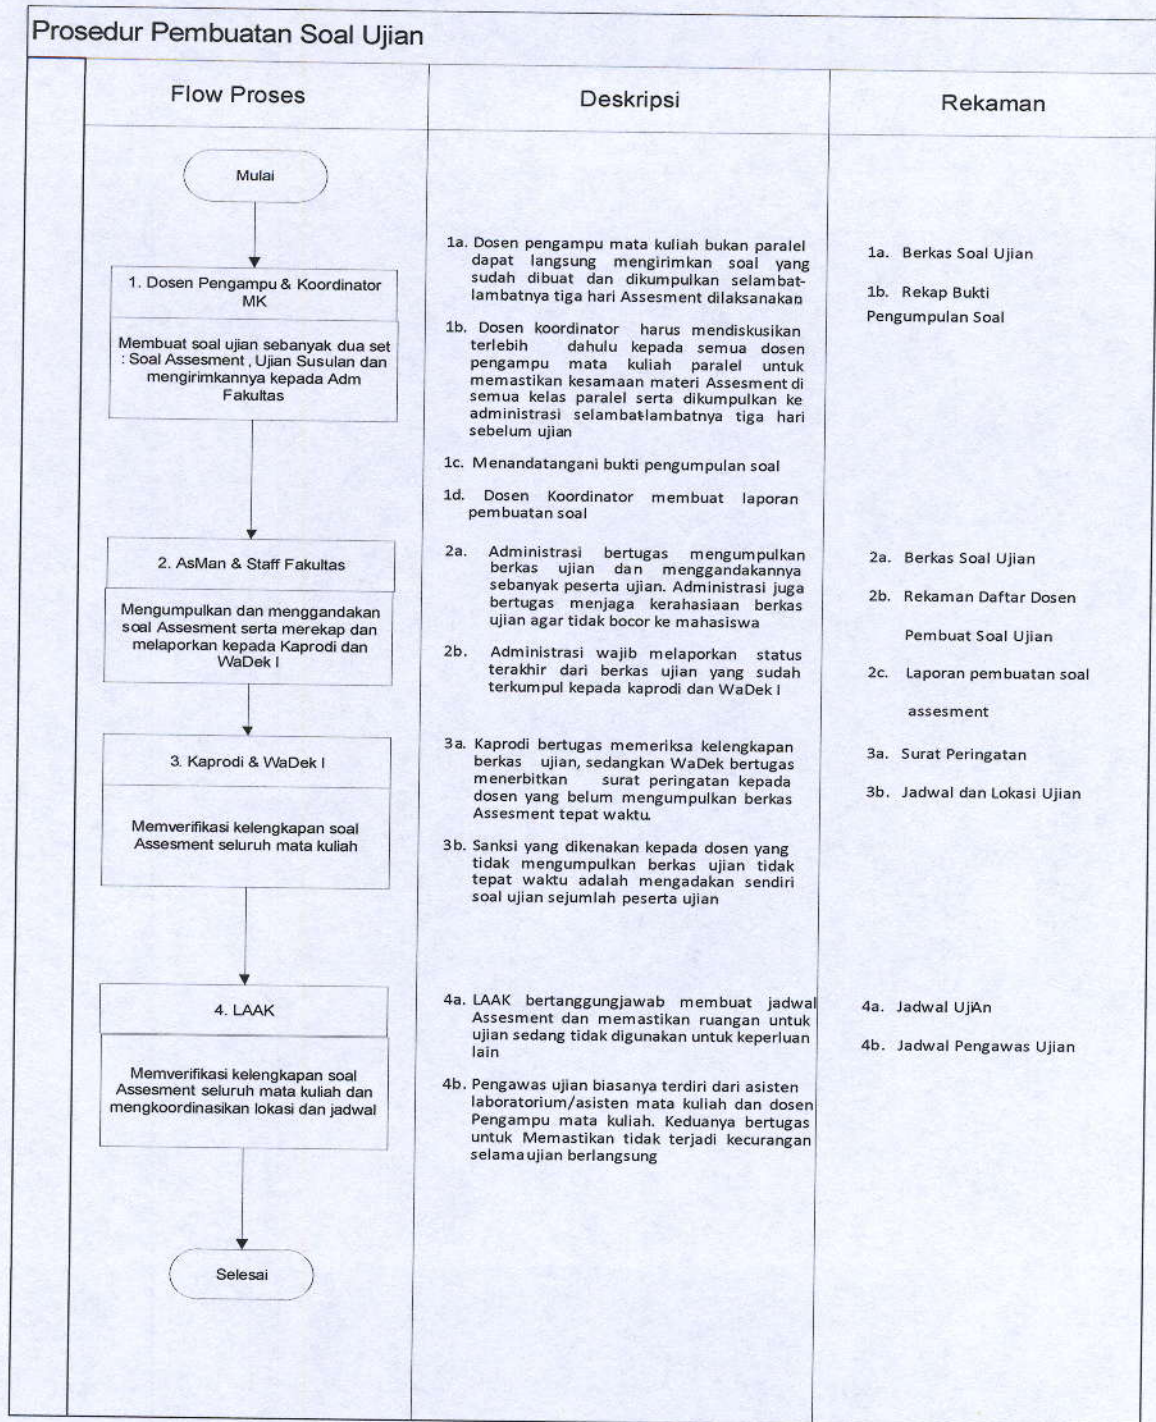 Prosedur Pembuatan Soal Ujian
Flow Proses
Deskripsi
Rekaman
Mulai
1. Dosen Pengampu & Koordinator
MK
Membuat soal ujian sebanyak dua set
: Soal Assesment , Ujian Susulan dan
mengirimkannya kepada Adm
Fakultas
1a. Dosen pengampu mata kuliah bukan paralel
dapat langsung mengirimkan soal yang
sudah dibuat dan dikumpulkan selambat-
lambatnya tiga hari Assesment dilaksanakan
1b. Dosen koordinator harus mendiskusikan
terlebih dahulu kepada semua dosen
pengampu mata kuliah paralel untuk
memastikan kesamaan materi Assesment di
semua kelas paralel serta dikumpulkan ke
administrasi selambat-lambatnya tiga hari
sebelum ujian
1c. Menandatangani bukti pengumpulan soal
1d. Dosen Koordinator membuat laporan
pembuatan soal
1a. Berkas Soal Ujian
1b. Rekap Bukti
Pengumpulan Soal
2. AsMan & Staff Fakultas
Mengumpulkan dan menggandakan
soal Assesment serta merekap dan
melaporkan kepada Kaprodi dan
WaDek I
2a. Administrasi bertugas mengumpulkan
berkas ujian dan menggandakannya
sebanyak peserta ujian. Administrasi juga
bertugas menjaga kerahasiaan berkas
ujian agar tidak bocor ke mahasiswa
2b. Administrasi wajib melaporkan status
terakhir dari berkas ujian yang sudah
terkumpul kepada kaprodi dan WaDek I
2a. Berkas Soal Ujian
2b. Rekaman Daftar Dosen
Pembuat Soal Ujian
2c. Laporan pembuatan soal
assesment
3. Kaprodi & WaDek I
Memverifikasi kelengkapan soal
Assesment seluruh mata kuliah
3a. Kaprodi bertugas memeriksa kelengkapan
berkas ujian, sedangkan WaDek bertugas
menerbitkan surat peringatan kepada
dosen yang belum mengumpulkan berkas
Assesment tepat waktu.
3b. Sanksi yang dikenakan kepada dosen yang
tidak mengumpulkan berkas ujian tidak
tepat waktu adalah mengadakan sendiri
soal ujian sejumlah peserta ujian
3a. Surat Peringatan
3b. Jadwal dan Lokasi Ujian
4. LAAK
Memverifikasi kelengkapan soal
Assesment seluruh mata kuliah dan
mengkoordinasikan lokasi dan jadwal
4a. LAAK bertanggungjawab membuat jadwal
Assesment dan memastikan ruangan untuk
ujian sedang tidak digunakan untuk keperluan
lain
4b. Pengawas ujian biasanya terdiri dari asisten
laboratorium/asisten mata kuliah dan dosen
Pengampu mata kuliah. Keduanya bertugas
untuk Memastikan tidak terjadi kecurangan
selama ujian berlangsung
4a. Jadwal UjiAn
4b. Jadwal Pengawas Ujian
Selesai